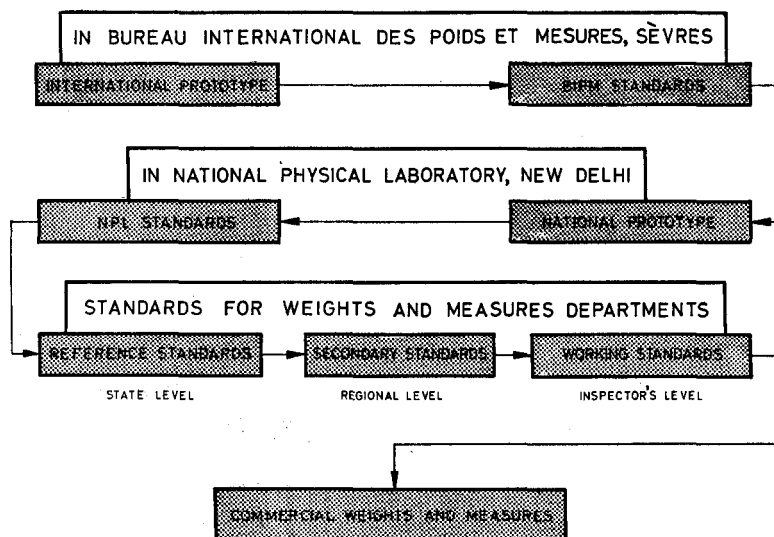 IN BUREAU INTERNATIONAL DES POIDS ET MESURES, SÈVRES
INTERNATIONAL PROTOTYPE
BIPM STANDARDS
IN NATIONAL PHYSICAL LABORATORY, NEW DELHI
NPL STANDARDS
NATIONAL PROTOTYPE
STANDARDS FOR WEIGHTS AND MEASURES DEPARTMENTS
REFERENCE STANDARDS
SECONDARY STANDARDS
WORKING STANDARDS
STATE LEVEL
REGIONAL LEVEL
INSPECTOR'S LEVEL
COMMERCIAL WEIGHTS AND MEASURES